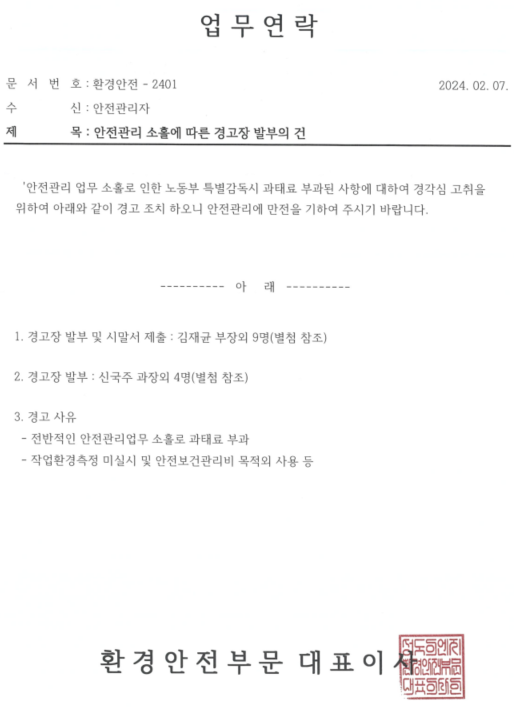 업무연락
문 서 번 호 : 환경안전 - 2401 2024. 02. 07.
수 신 : 안전관리자
제 목 : 안전관리 소홀에 따른 경고장 발부의 건
'안전관리 업무 소홀로 인한 노동부 특별감독시 과태료 부과된 사항에 대하여 경각심 고취을
위하여 아래와 같이 경고 조치 하오니 안전관리에 만전을 기하여 주시기 바랍니다.
---------- 아 래 ----------
1. 경고장 발부 및 시말서 제출 : 김재균 부장외 9명(별첨 참조)
2. 경고장 발부 : 신국주 과장외 4명(별첨 참조)
3. 경고 사유
- 전반적인 안전관리업무 소홀로 과태료 부과
- 작업환경측정 미실시 및 안전보건관리비 목적외 사용 등
환경안전부문 대표이사